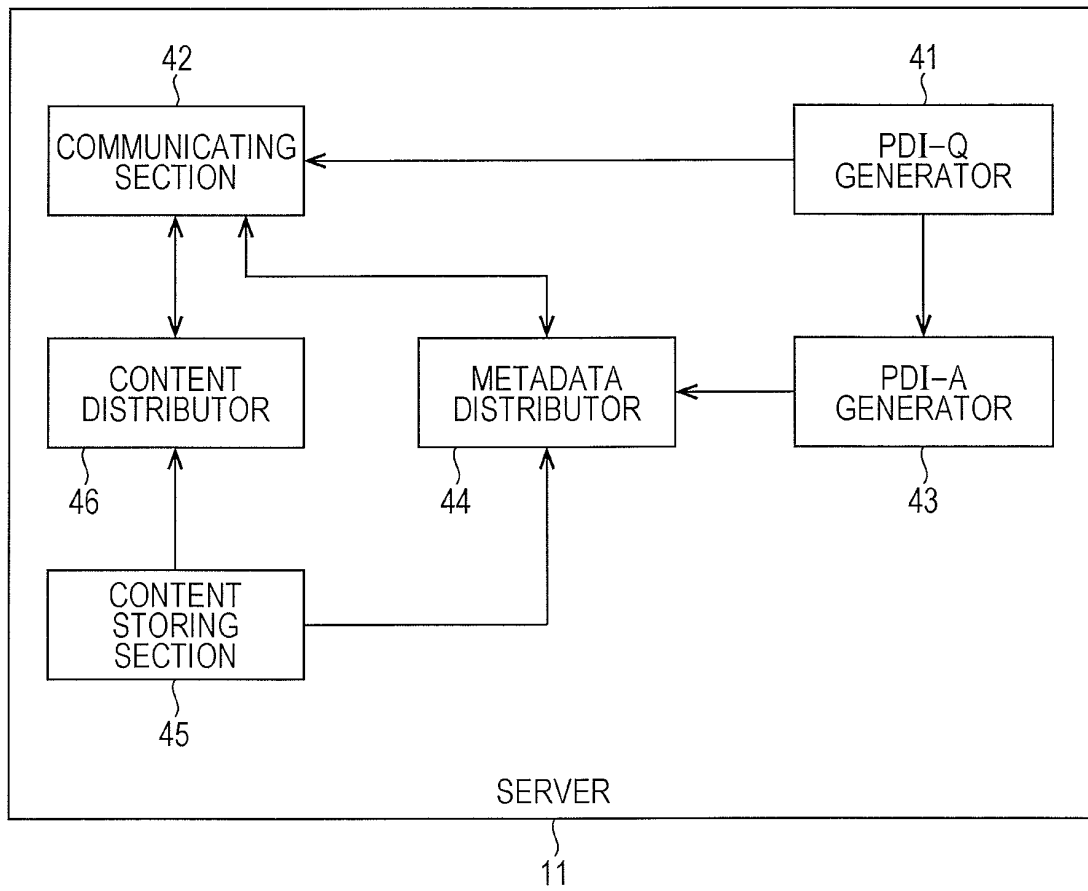 42
41
COMMUNICATING
SECTION
PDI-Q
GENERATOR
CONTENT
DISTRIBUTOR
METADATA
DISTRIBUTOR
PDI-A
GENERATOR
46
44
43
CONTENT
STORING
SECTION
45
SERVER
11